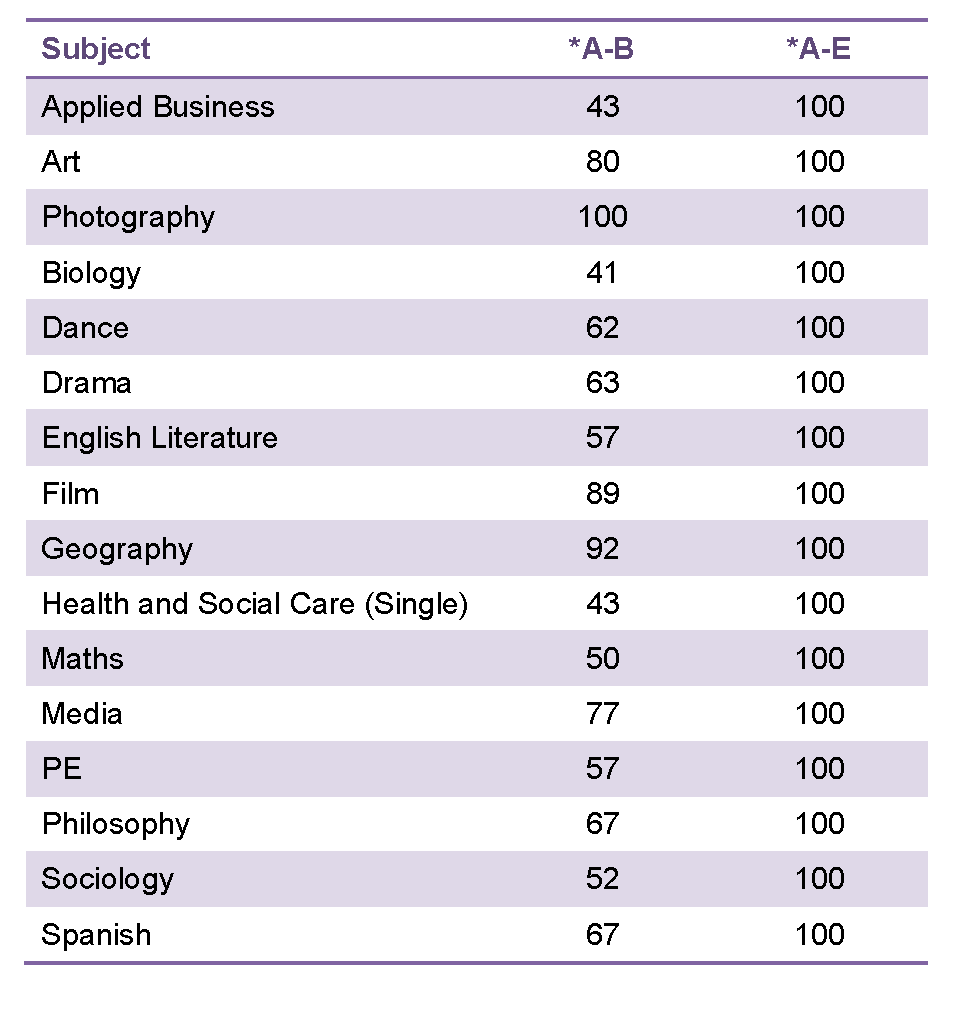 Subject *A-B *A-E
Applied Business 43 100
Art 80 100
Photography 100 100
Biology 41 100
Dance 62 100
Drama 63 100
English Literature 57 100
Film 89 100
Geography 92 100
Health and Social Care (Single) 43 100
Maths 50 100
Media 77 100
PE 57 100
Philosophy 67 100
Sociology 52 100
Spanish 67 100